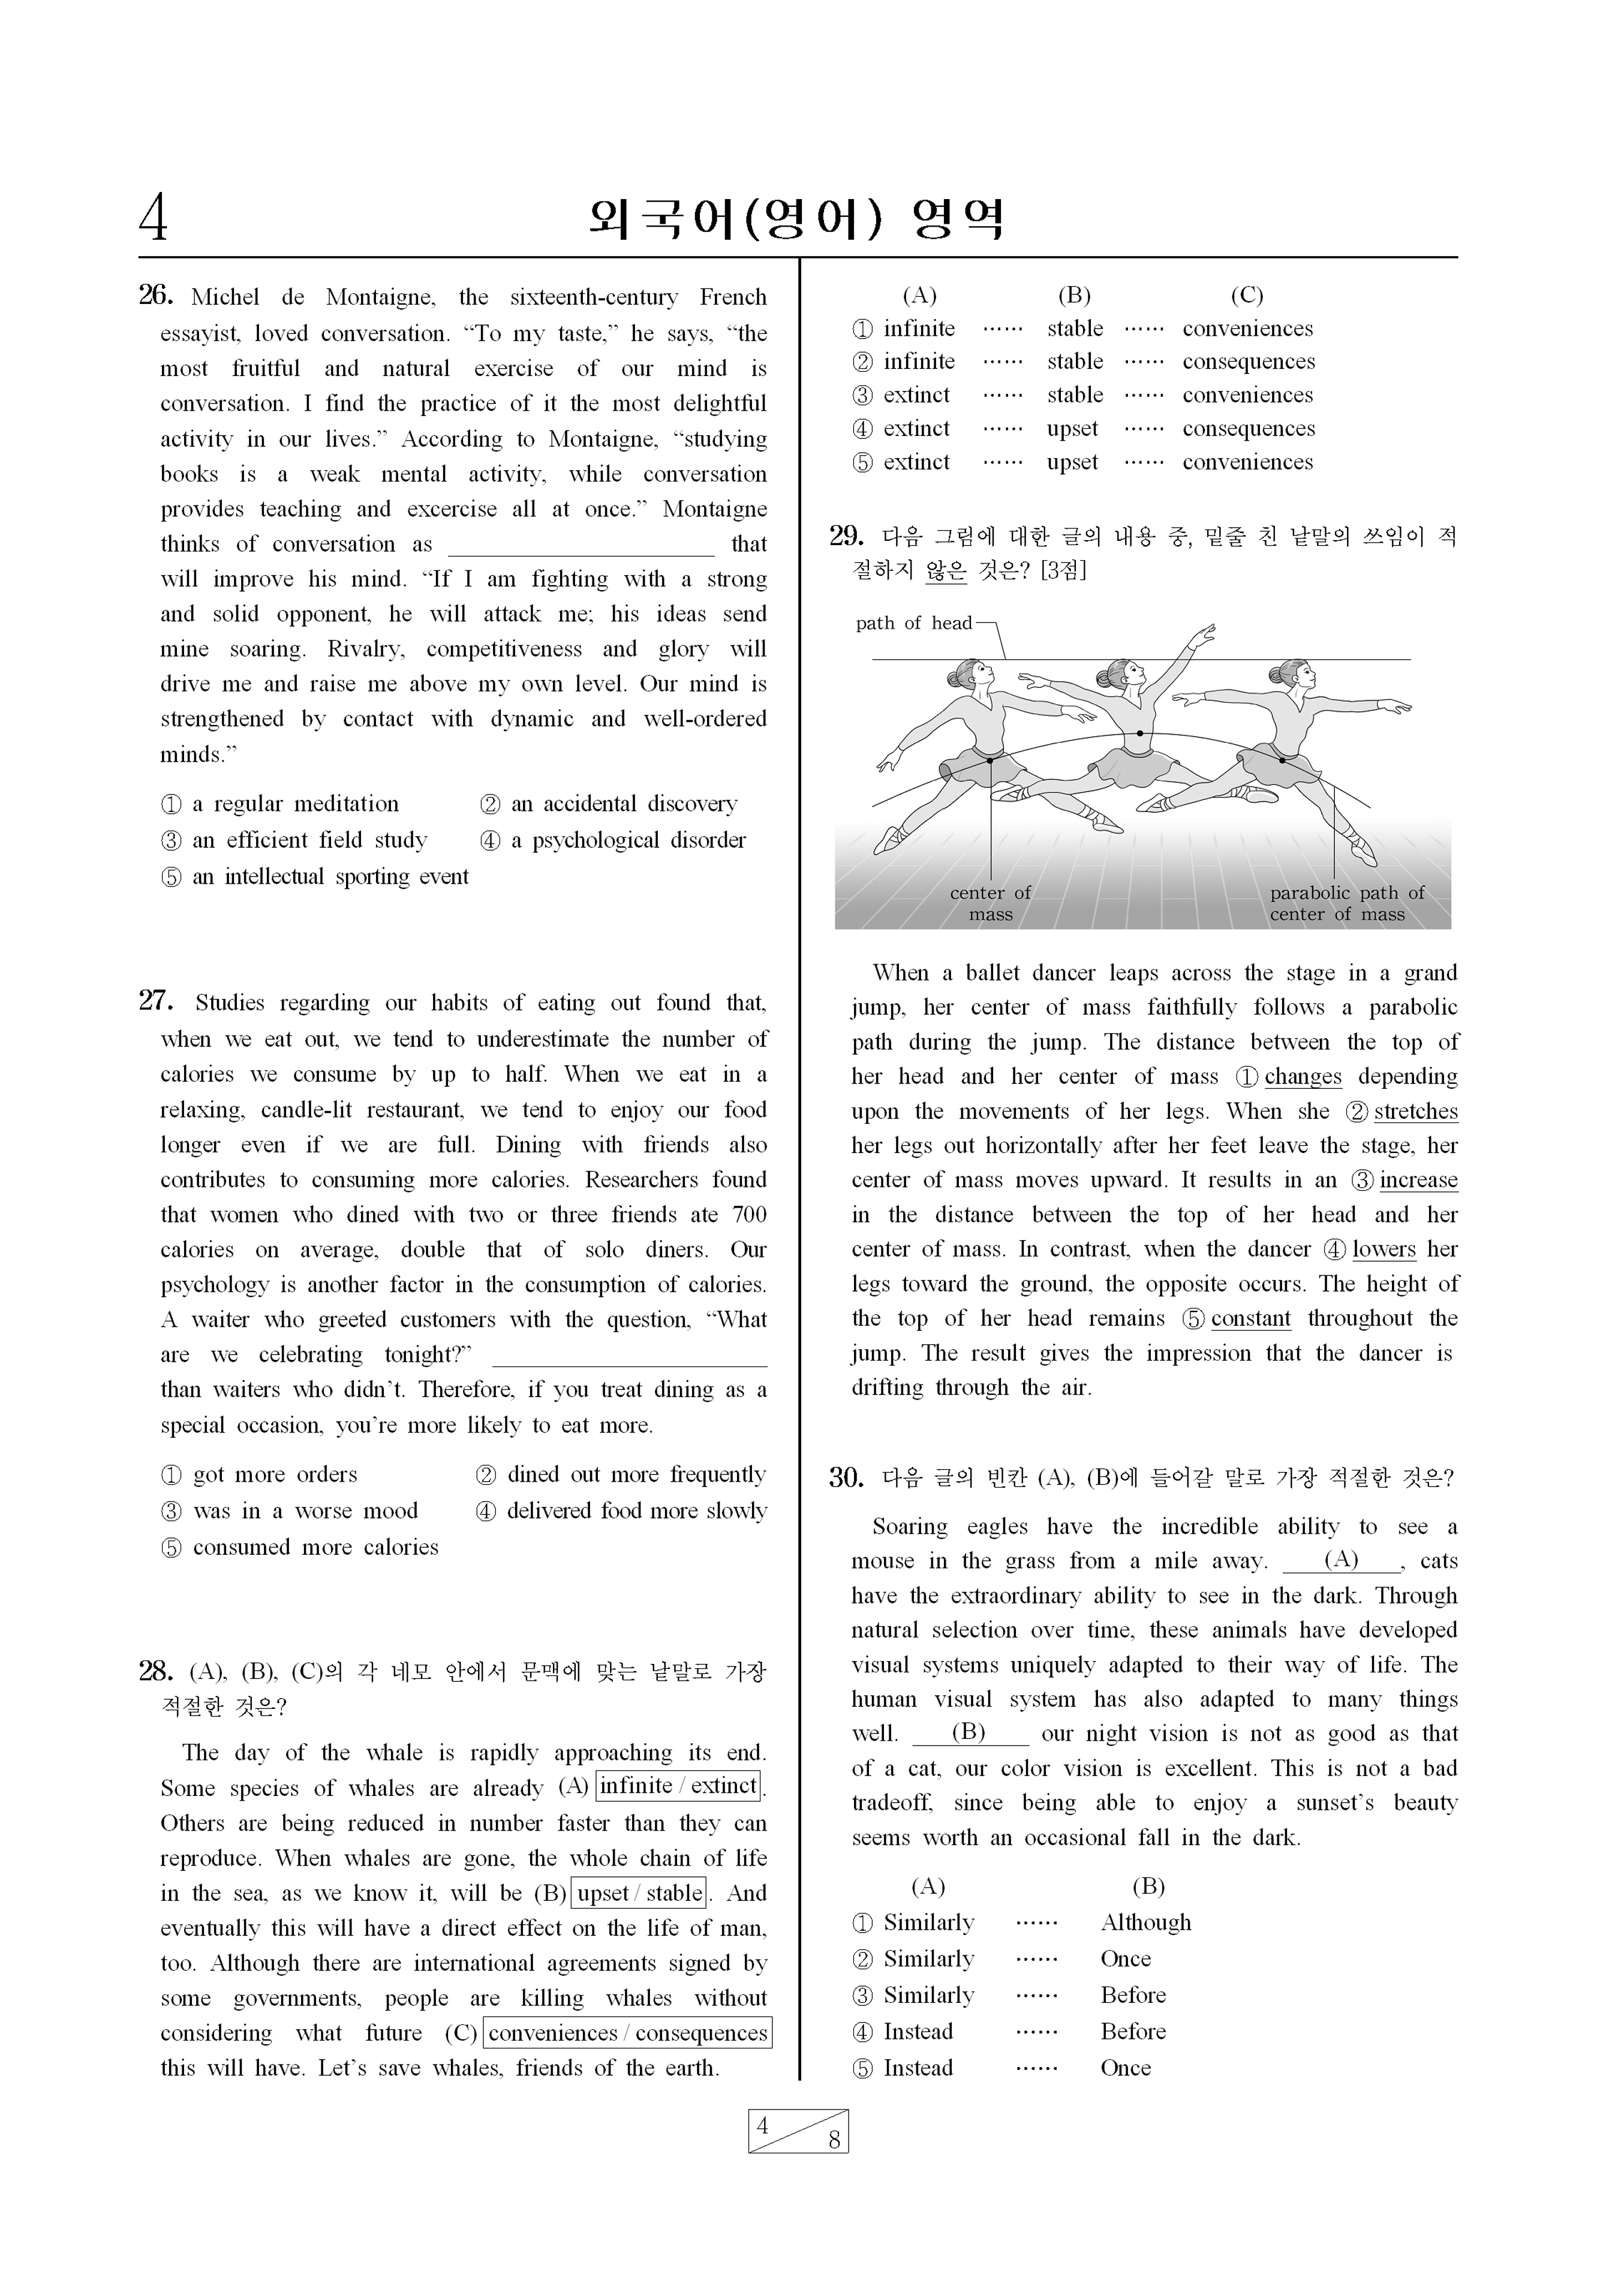 4
외국어(영어) 영역
26. Michel de Montaigne, the sixteenth-century French
essayist, loved conversation. “To my taste,” he says, “the
most fruitful and natural exercise of our mind is
conversation. I find the practice of it the most delightful
activity in our lives.” According to Montaigne, “studying
books is a weak mental activity, while conversation
provides teaching and excercise all at once.” Montaigne
thinks of conversation as ____________________ that
will improve his mind. “If I am fighting with a strong
and solid opponent, he will attack me; his ideas send
mine soaring. Rivalry, competitiveness and glory will
drive me and raise me above my own level. Our mind is
strengthened by contact with dynamic and well-ordered
minds.”
① a regular meditation ② an accidental discovery
③ an efficient field study ④ a psychological disorder
⑤ an intellectual sporting event
27. Studies regarding our habits of eating out found that,
when we eat out, we tend to underestimate the number of
calories we consume by up to half. When we eat in a
relaxing, candle-lit restaurant, we tend to enjoy our food
longer even if we are full. Dining with friends also
contributes to consuming more calories. Researchers found
that women who dined with two or three friends ate 700
calories on average, double that of solo diners. Our
psychology is another factor in the consumption of calories.
A waiter who greeted customers with the question, “What
are we celebrating tonight?” ____________________
than waiters who didn’t. Therefore, if you treat dining as a
special occasion, you’re more likely to eat more.
① got more orders ② dined out more frequently
③ was in a worse mood ④ delivered food more slowly
⑤ consumed more calories
28. (A), (B), (C)의 각 네모 안에서 문맥에 맞는 낱말로 가장
적절한 것은?
The day of the whale is rapidly approaching its end.
Some species of whales are already (A) infinite / extinct.
Others are being reduced in number faster than they can
reproduce. When whales are gone, the whole chain of life
in the sea, as we know it, will be (B) upset / stable. And
eventually this will have a direct effect on the life of man,
too. Although there are international agreements signed by
some governments, people are killing whales without
considering what future (C) conveniences / consequences
this will have. Let’s save whales, friends of the earth.
(A) (B) (C)
① infinite …… stable …… conveniences
② infinite …… stable …… consequences
③ extinct …… stable …… conveniences
④ extinct …… upset …… consequences
⑤ extinct …… upset …… conveniences
29. 다음 그림에 대한 글의 내용 중, 밑줄 친 낱말의 쓰임이 적
절하지 않은 것은? [3점]
path of head
center of
mass
parabolic path of
center of mass
When a ballet dancer leaps across the stage in a grand
jump, her center of mass faithfully follows a parabolic
path during the jump. The distance between the top of
her head and her center of mass ① changes depending
upon the movements of her legs. When she ② stretches
her legs out horizontally after her feet leave the stage, her
center of mass moves upward. It results in an ③ increase
in the distance between the top of her head and her
center of mass. In contrast, when the dancer ④ lowers her
legs toward the ground, the opposite occurs. The height of
the top of her head remains ⑤ constant throughout the
jump. The result gives the impression that the dancer is
drifting through the air.
30. 다음 글의 빈칸 (A), (B)에 들어갈 말로 가장 적절한 것은?
Soaring eagles have the incredible ability to see a
mouse in the grass from a mile away. ___(A)___, cats
have the extraordinary ability to see in the dark. Through
natural selection over time, these animals have developed
visual systems uniquely adapted to their way of life. The
human visual system has also adapted to many things
well. ___(B)___ our night vision is not as good as that
of a cat, our color vision is excellent. This is not a bad
tradeoff, since being able to enjoy a sunset’s beauty
seems worth an occasional fall in the dark.
(A) (B)
① Similarly …… Although
② Similarly …… Once
③ Similarly …… Before
④ Instead …… Before
⑤ Instead …… Once
4
8